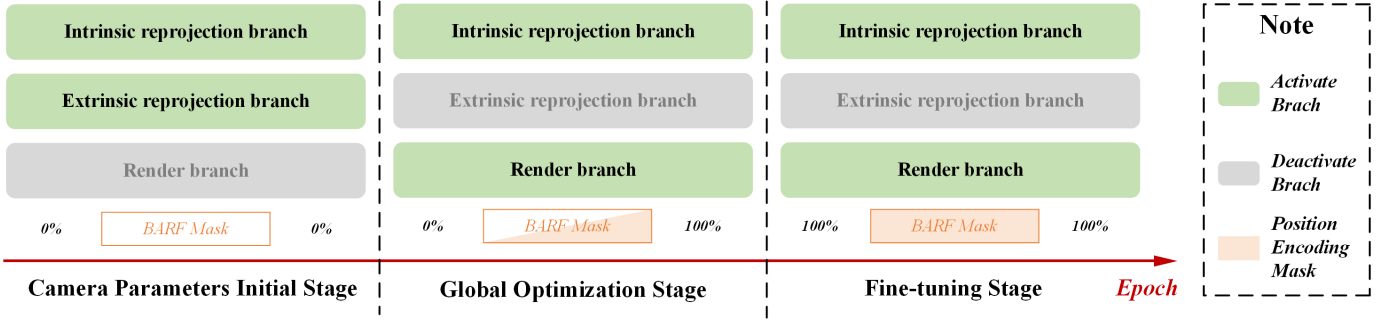 Intrinsic reprojection branch
Extrinsic reprojection branch
Render branch
0%
BARF Mask
0%
Camera Parameters Initial Stage
Intrinsic reprojection branch
Extrinsic reprojection branch
Render branch
0%
BARF Mask
100%
Global Optimization Stage
Intrinsic reprojection branch
Extrinsic reprojection branch
Render branch
100%
BARF Mask
100%
Fine-tuning Stage
Epoch
Note
Activate
Brach
Deactivate
Brach
Position
Encoding
Mask